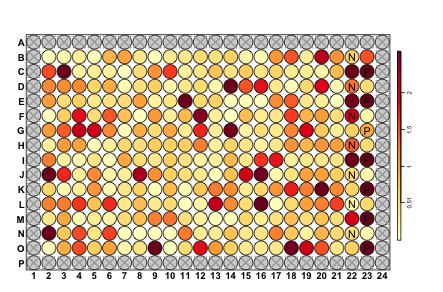 A
B N
C P
D N
E P
F N
G P
H N
I P
J N
K P
L N
M P
N N
O P
P
1 2 3 4 5 6 7 8 9 10 11 12 13 14 15 16 17 18 19 20 21 22 23 24
0.51 1 1.5 2